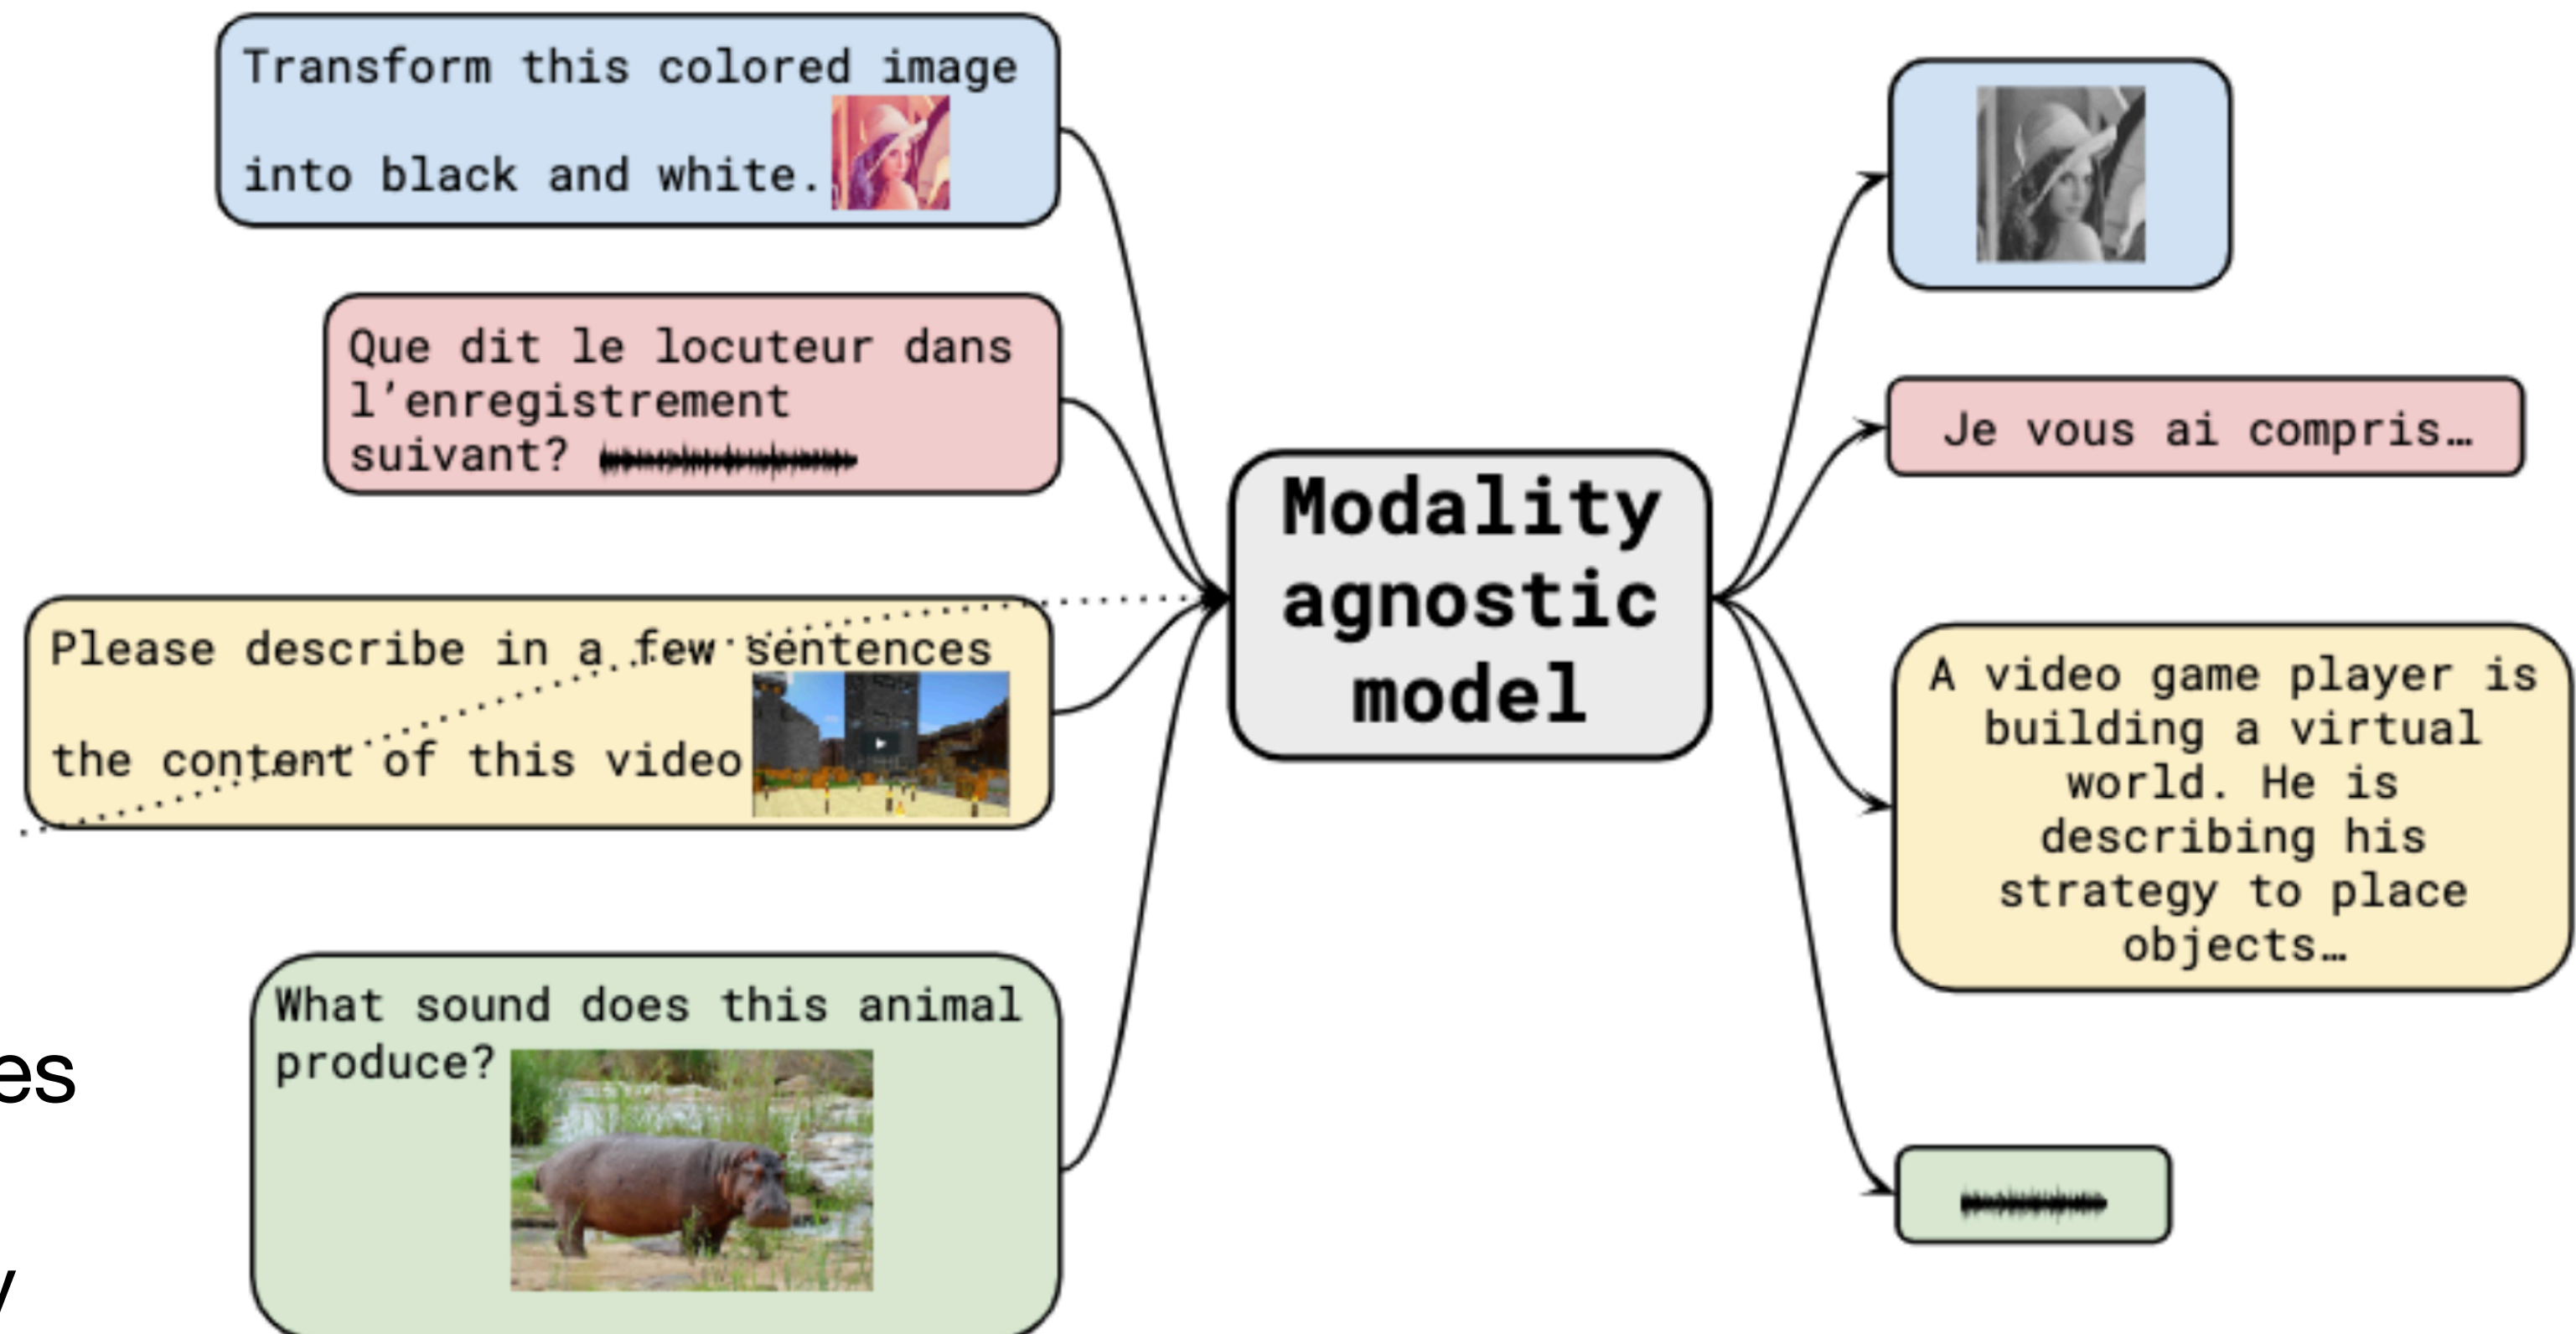 Transform this colored image
into black and white.
Que dit le locuteur dans
l’enregistrement
suivant?
Please describe in a few sentences
the content of this video
What sound does this animal
produce?
es
y
Modality
agnostic
model
Je vous ai compris…
A video game player is
building a virtual
world. He is
describing his
strategy to place
objects…